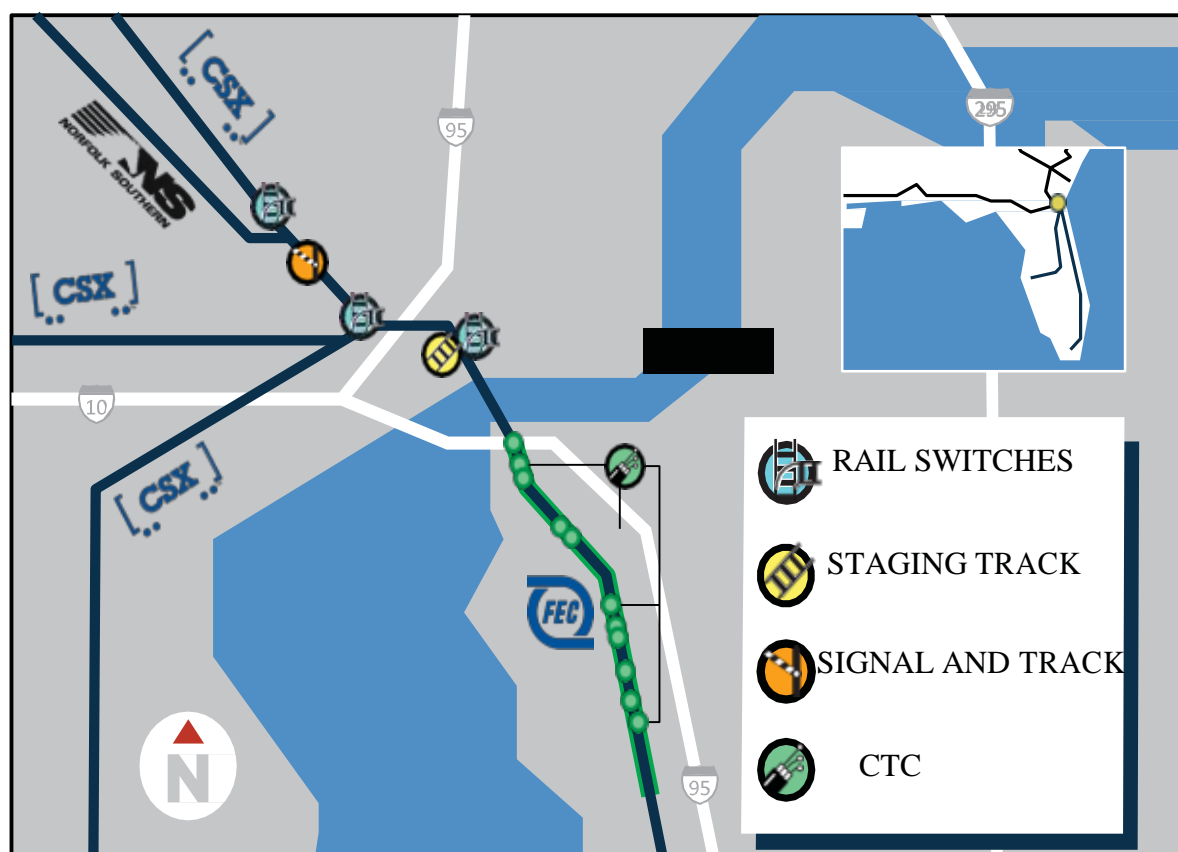 CSX
95
295
NORFOLK SOUTHERN
NS
CSX
10
CSX
RAIL SWITCHES
STAGING TRACK
FEC
SIGNAL AND TRACK
CTC
N
95